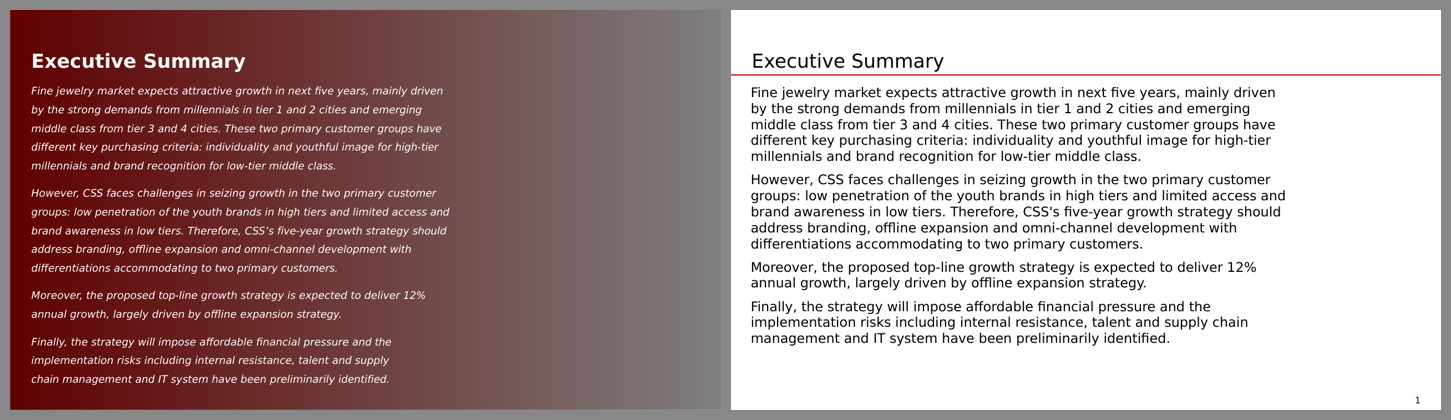 Executive Summary
Fine jewelry market expects attractive growth in next five years, mainly driven
by the strong demands from millennials in tier 1 and 2 cities and emerging
middle class from tier 3 and 4 cities. These two primary customer groups have
different key purchasing criteria: individuality and youthful image for high-tier
millennials and brand recognition for low-tier middle class.
However, CSS faces challenges in seizing growth in the two primary customer
groups: low penetration of the youth brands in high tiers and limited access and
brand awareness in low tiers. Therefore, CSS’s five-year growth strategy should
address branding, offline expansion and omni-channel development with
differentiations accommodating to two primary customers.
Moreover, the proposed top-line growth strategy is expected to deliver 12%
annual growth, largely driven by offline expansion strategy.
Finally, the strategy will impose affordable financial pressure and the
implementation risks including internal resistance, talent and supply
chain management and IT system have been preliminarily identified.
Executive Summary
Fine jewelry market expects attractive growth in next five years, mainly driven
by the strong demands from millennials in tier 1 and 2 cities and emerging
middle class from tier 3 and 4 cities. These two primary customer groups have
different key purchasing criteria: individuality and youthful image for high-tier
millennials and brand recognition for low-tier middle class.
However, CSS faces challenges in seizing growth in the two primary customer
groups: low penetration of the youth brands in high tiers and limited access and
brand awareness in low tiers. Therefore, CSS's five-year growth strategy should
address branding, offline expansion and omni-channel development with
differentiations accommodating to two primary customers.
Moreover, the proposed top-line growth strategy is expected to deliver 12%
annual growth, largely driven by offline expansion strategy.
Finally, the strategy will impose affordable financial pressure and the
implementation risks including internal resistance, talent and supply chain
management and IT system have been preliminarily identified.
1